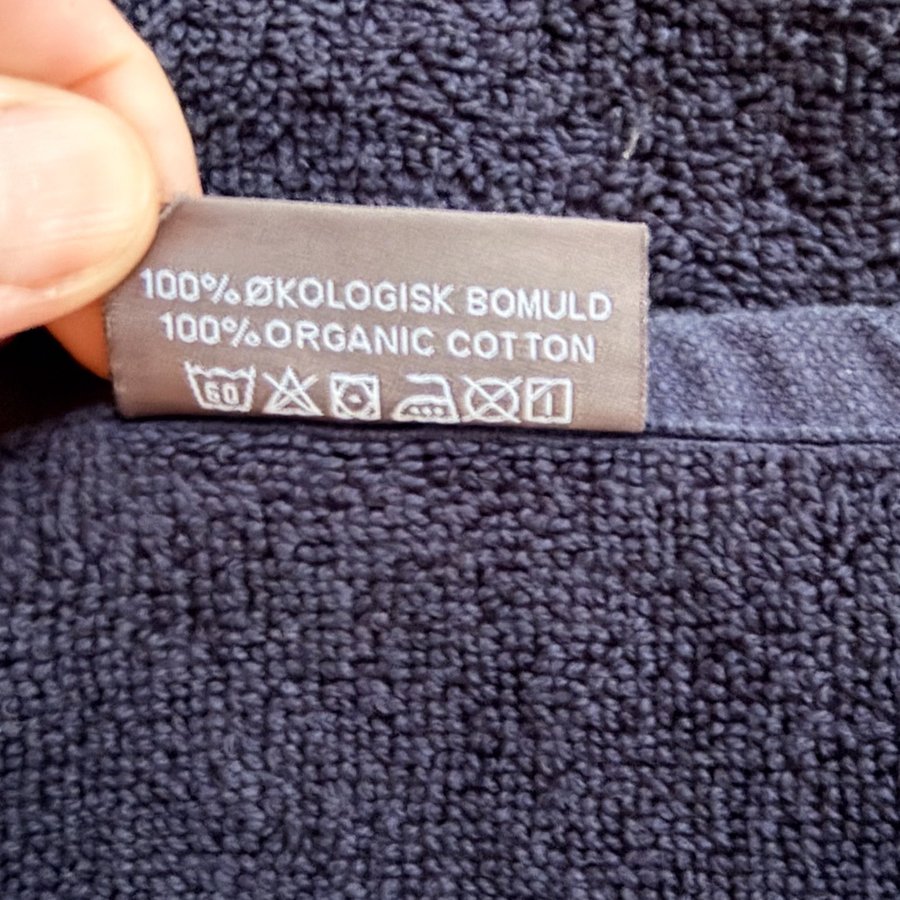 100% ØKOLOGISK BOMULD
100% ORGANIC COTTON
60